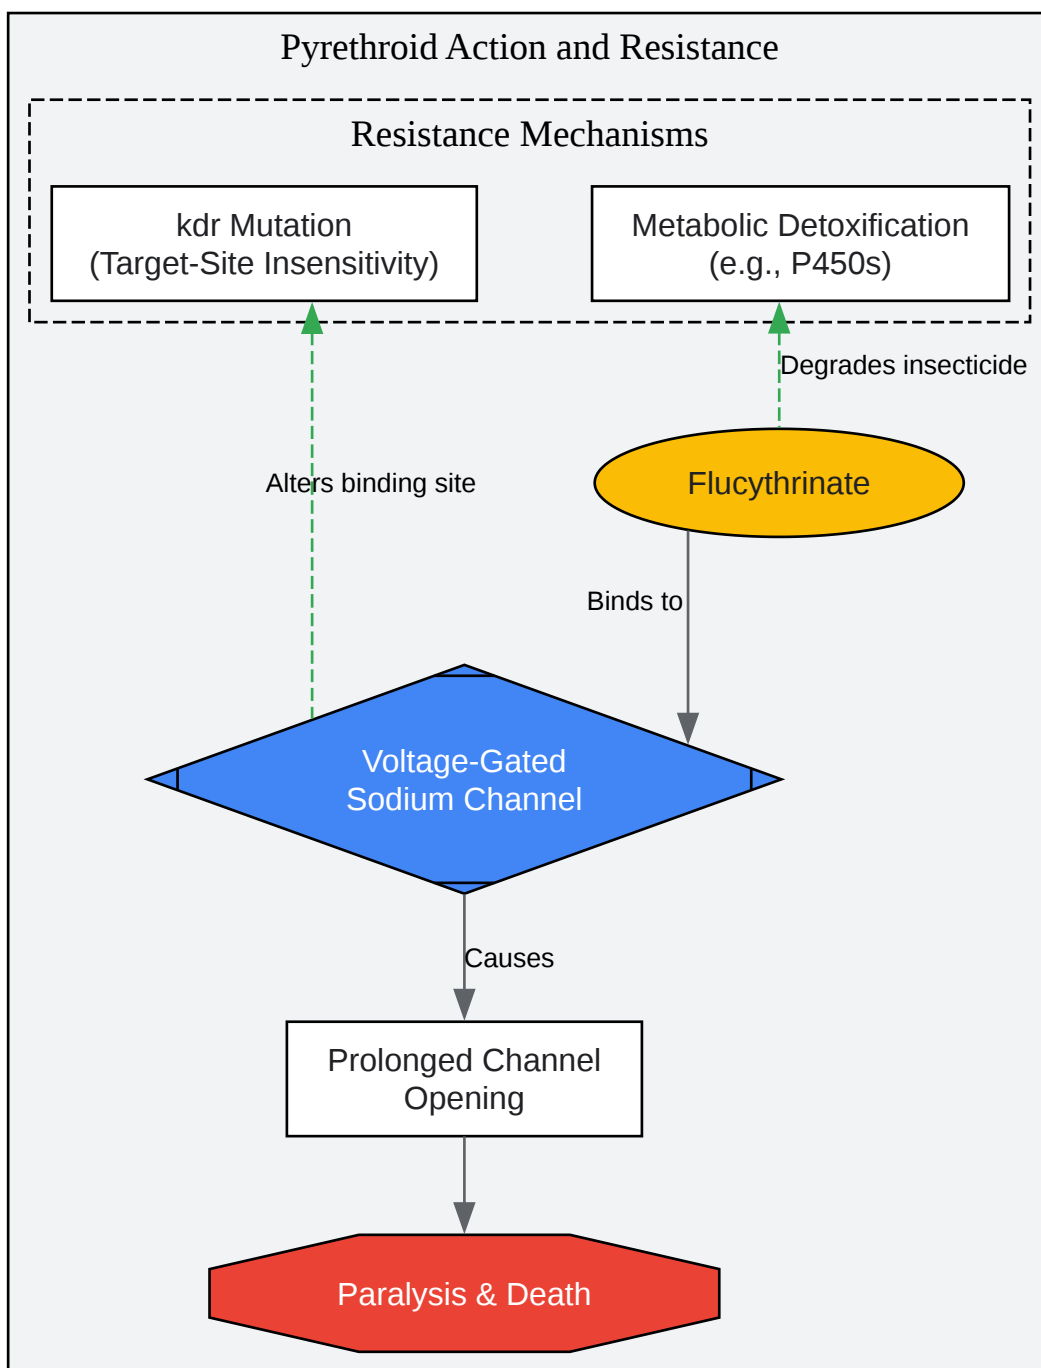 Pyrethroid Action and Resistance
Resistance Mechanisms
kdr Mutation
(Target-Site Insensitivity)
Metabolic Detoxification
(e.g., P450s)
Degrades insecticide
Alters binding site
Flucythrinate
Binds to
Voltage-Gated
Sodium Channel
Causes
Prolonged Channel
Opening
Paralysis & Death